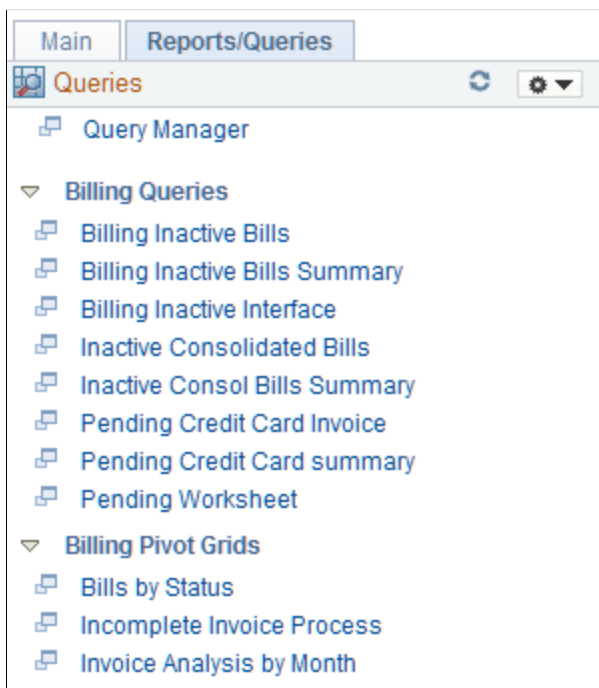 Main Reports/Queries
Queries
Query Manager
Billing Queries
Billing Inactive Bills
Billing Inactive Bills Summary
Billing Inactive Interface
Inactive Consolidated Bills
Inactive Consol Bills Summary
Pending Credit Card Invoice
Pending Credit Card summary
Pending Worksheet
Billing Pivot Grids
Bills by Status
Incomplete Invoice Process
Invoice Analysis by Month